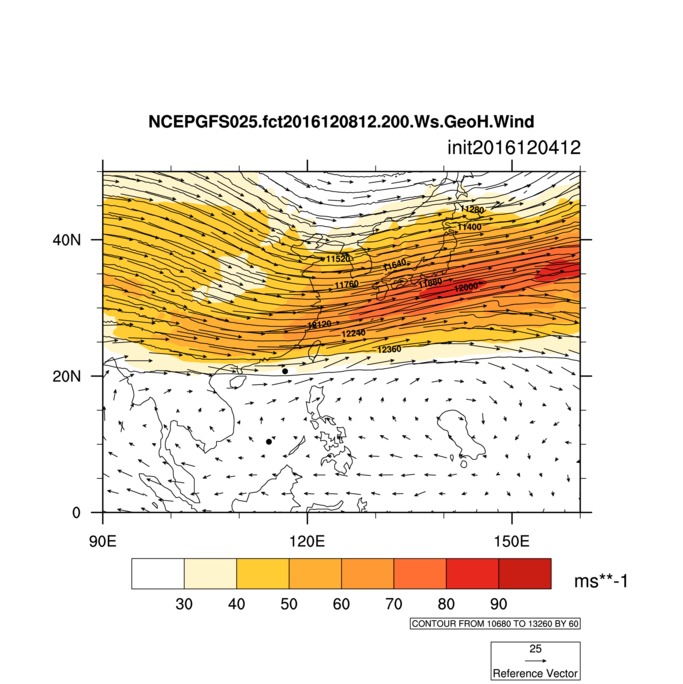 NCEPGFS025.fct2016120812.200.Ws.GeoH.Wind
init2016120412
11280
11400
40N
11520
11640
11760
11880
12000
12120
12240
12360
20N
0
90E 120E 150E
ms**-1
30 40 50 60 70 80 90
CONTOUR FROM 10680 TO 13260 BY 60
25
Reference Vector